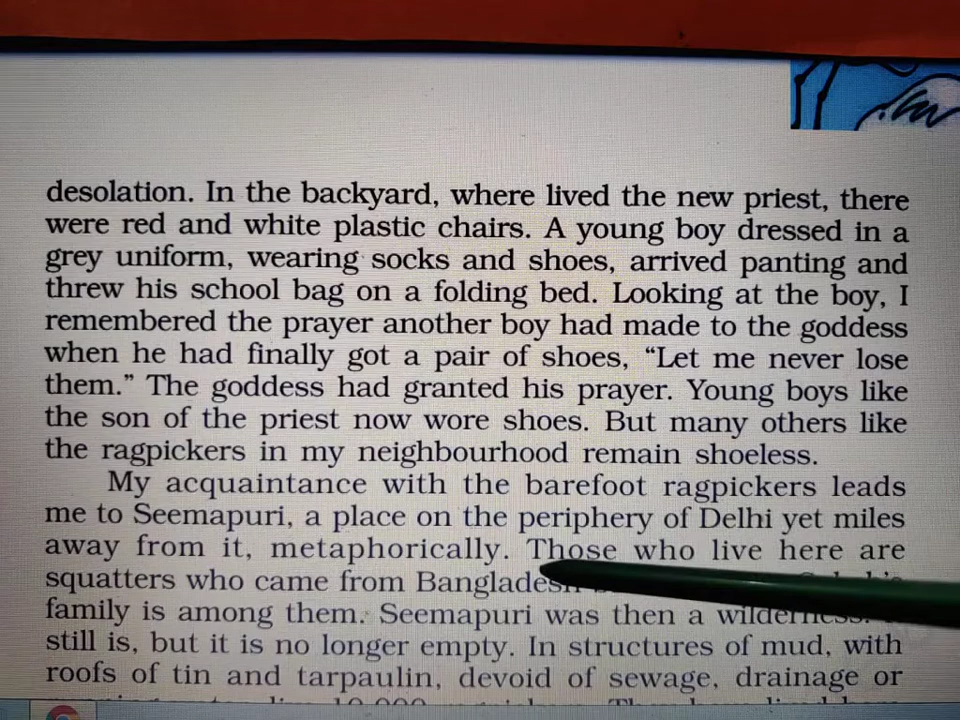 desolation. In the backyard, where lived the new priest, there
were red and white plastic chairs. A young boy dressed in a
grey uniform, wearing socks and shoes, arrived panting and
threw his school bag on a folding bed. Looking at the boy, I
remembered the prayer another boy had made to the goddess
when he had finally got a pair of shoes, “Let me never lose
them.” The goddess had granted his prayer. Young boys like
the son of the priest now wore shoes. But many others like
the ragpickers in my neighbourhood remain shoeless.
My acquaintance with the barefoot ragpickers leads
me to Seemapuri, a place on the periphery of Delhi yet miles
away from it, metaphorically. Those who live here are
squatters who came from Bangladesh
family is among them. Seemapuri was then a wilderness.
still is, but it is no longer empty. In structures of mud, with
roofs of tin and tarpaulin, devoid of sewage, drainage or